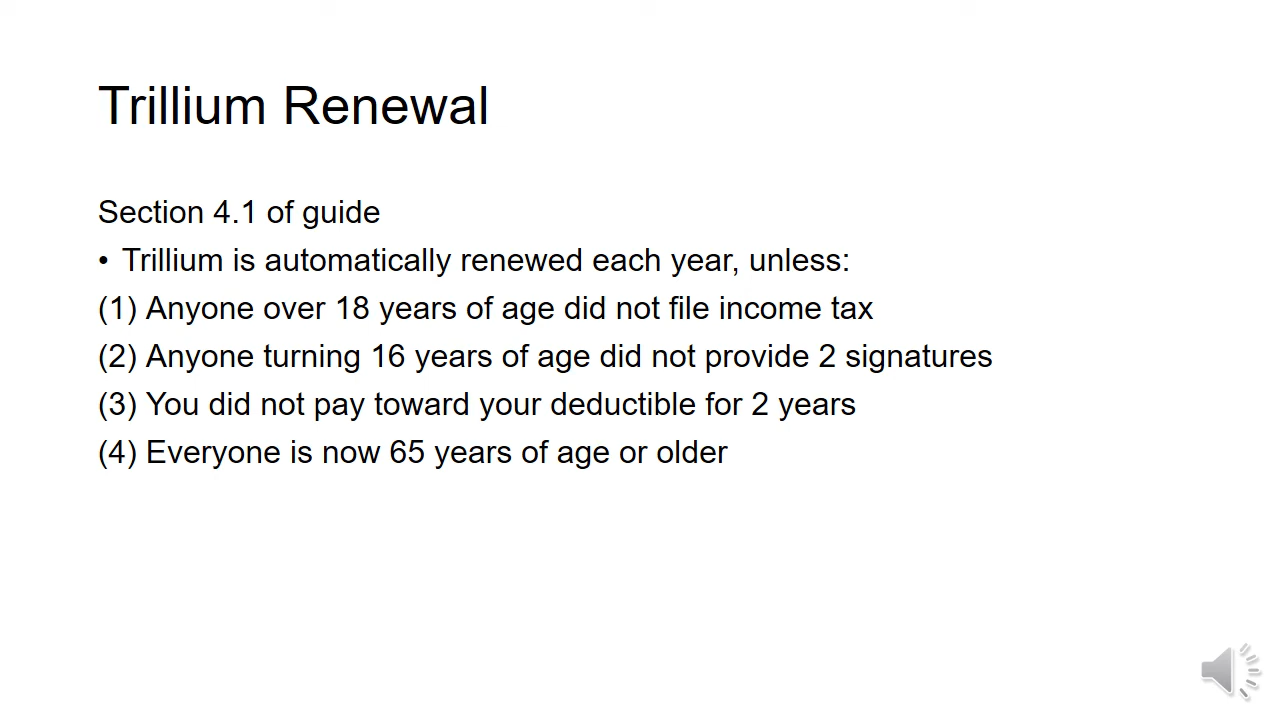 Trillium Renewal
Section 4.1 of guide
• Trillium is automatically renewed each year, unless:
(1) Anyone over 18 years of age did not file income tax
(2) Anyone turning 16 years of age did not provide 2 signatures
(3) You did not pay toward your deductible for 2 years
(4) Everyone is now 65 years of age or older